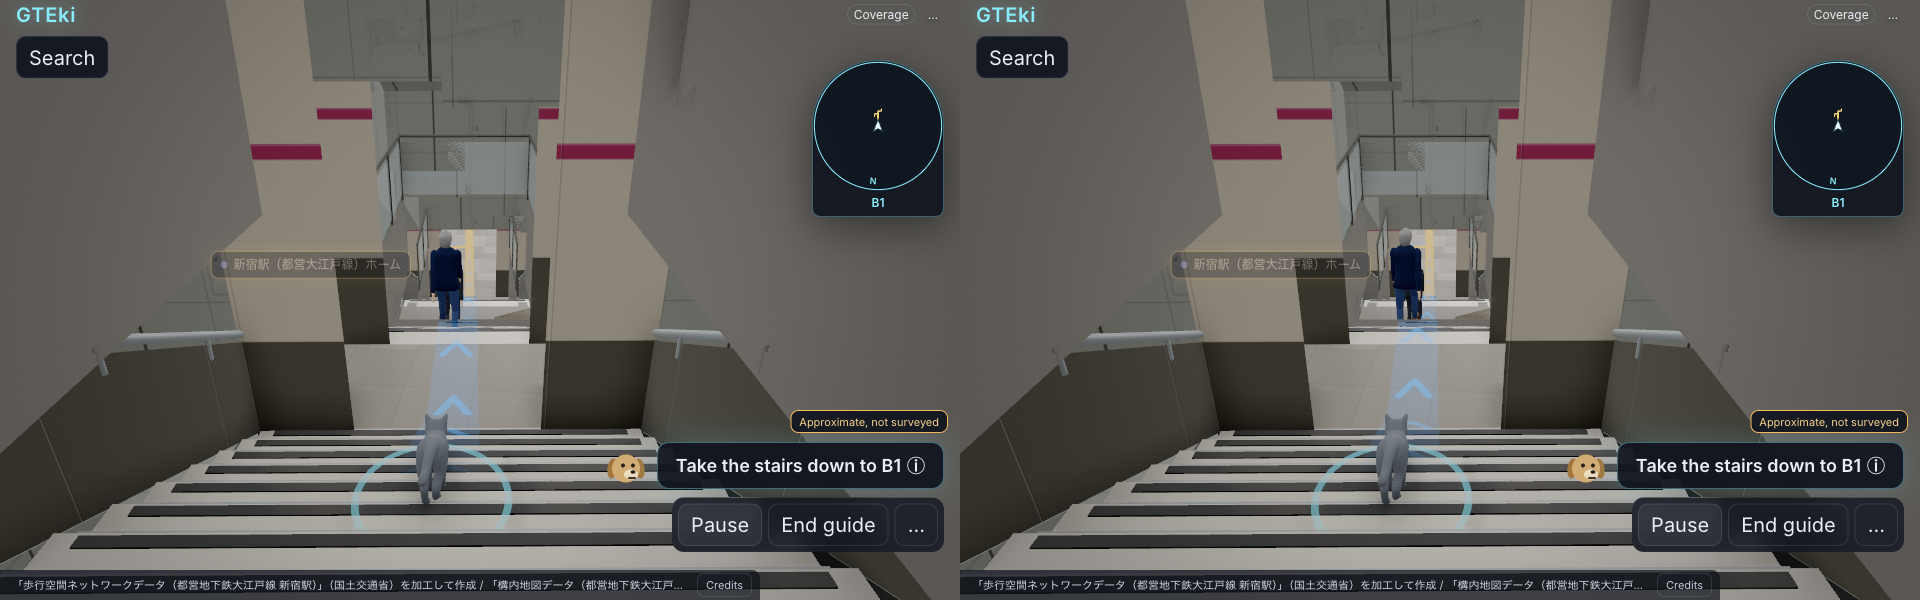 GTEki
Coverage
...
Search
N
B1
新宿駅（都営大江戸線）ホーム
Approximate, not surveyed
Take the stairs down to B1 ⓘ
Pause
End guide
...
「歩行空間ネットワークデータ（都営地下鉄大江戸線 新宿駅）」（国土交通省）を加工して作成 / 「構内地図データ（都営地下鉄大江戸...
Credits
GTEki
Coverage
...
Search
N
B1
新宿駅（都営大江戸線）ホーム
Approximate, not surveyed
Take the stairs down to B1 ⓘ
Pause
End guide
...
「歩行空間ネットワークデータ（都営地下鉄大江戸線 新宿駅）」（国土交通省）を加工して作成 / 「構内地図データ（都営地下鉄大江戸...
Credits